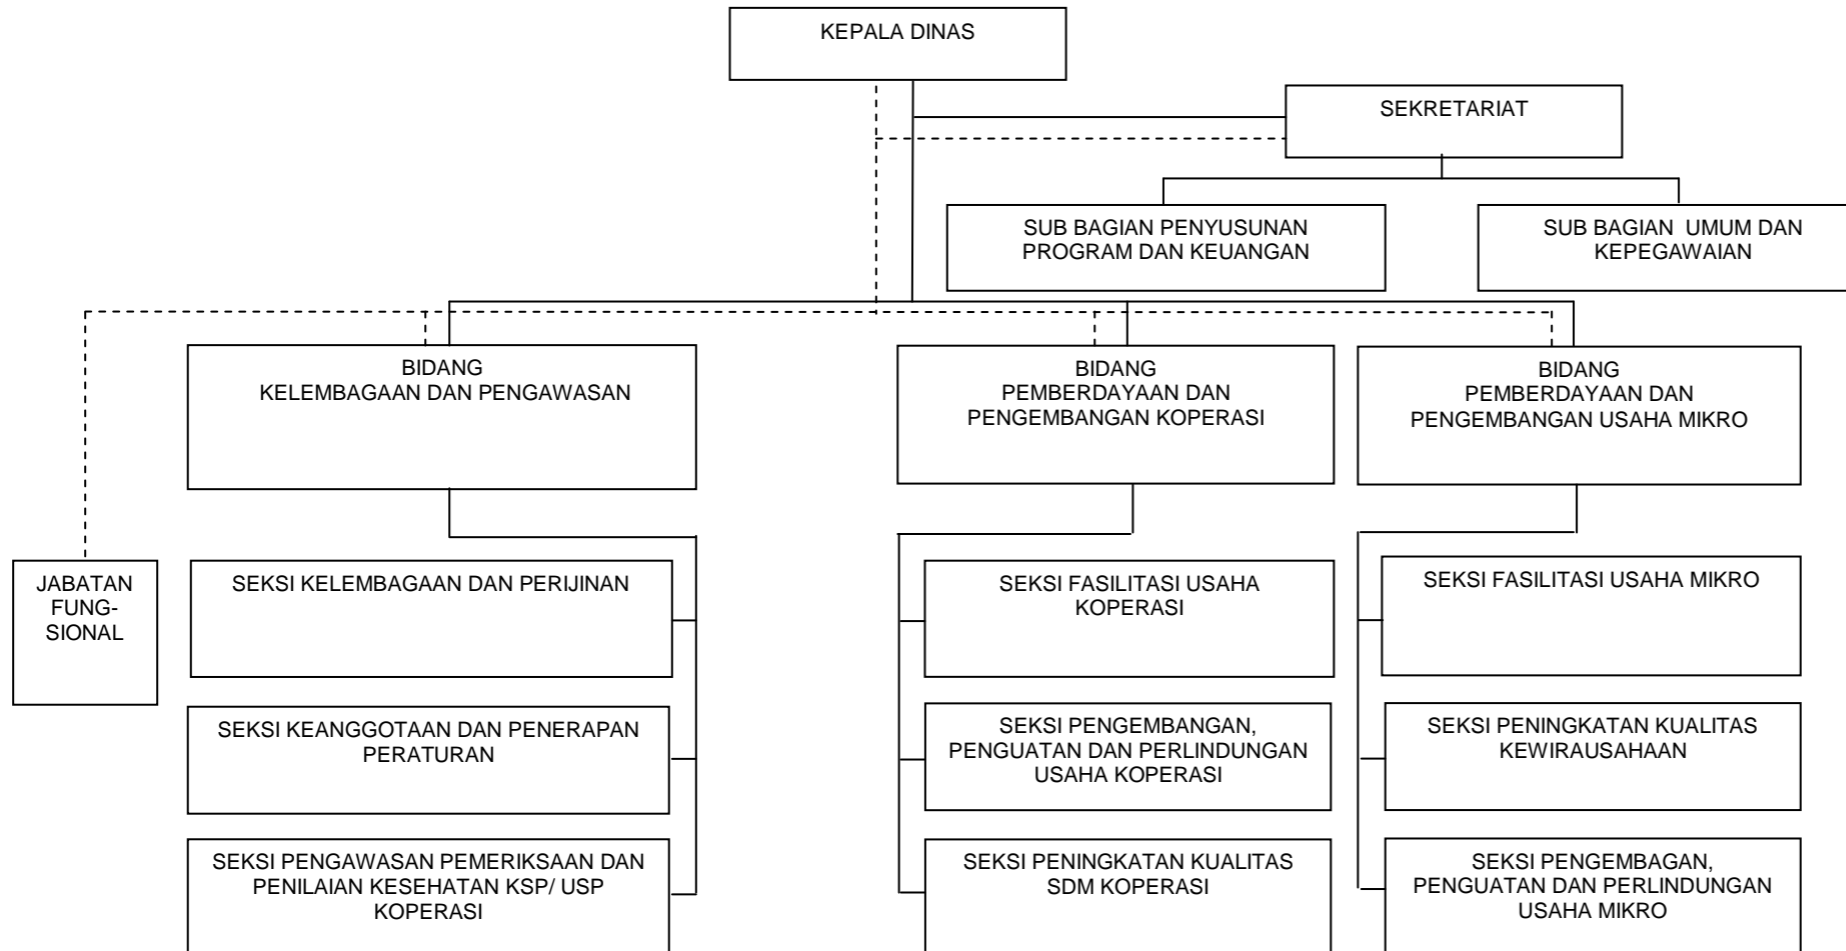 KEPALA DINAS
SEKRETARIAT
SUB BAGIAN PENYUSUNAN
PROGRAM DAN KEUANGAN
SUB BAGIAN  UMUM DAN
KEPEGAWAIAN
BIDANG
KELEMBAGAAN DAN PENGAWASAN
BIDANG
PEMBERDAYAAN DAN
PENGEMBANGAN KOPERASI
BIDANG
PEMBERDAYAAN DAN
PENGEMBANGAN USAHA MIKRO
JABATAN
FUNG-
SIONAL
SEKSI KELEMBAGAAN DAN PERIJINAN
SEKSI FASILITASI USAHA
KOPERASI
SEKSI FASILITASI USAHA MIKRO
SEKSI KEANGGOTAAN DAN PENERAPAN
PERATURAN
SEKSI PENGEMBANGAN,
PENGUATAN DAN PERLINDUNGAN
USAHA KOPERASI
SEKSI PENINGKATAN KUALITAS
KEWIRAUSAHAAN
SEKSI PENGAWASAN PEMERIKSAAN DAN
PENILAIAN KESEHATAN KSP/ USP
KOPERASI
SEKSI PENINGKATAN KUALITAS
SDM KOPERASI
SEKSI PENGEMBAGAN,
PENGUATAN DAN PERLINDUNGAN
USAHA MIKRO